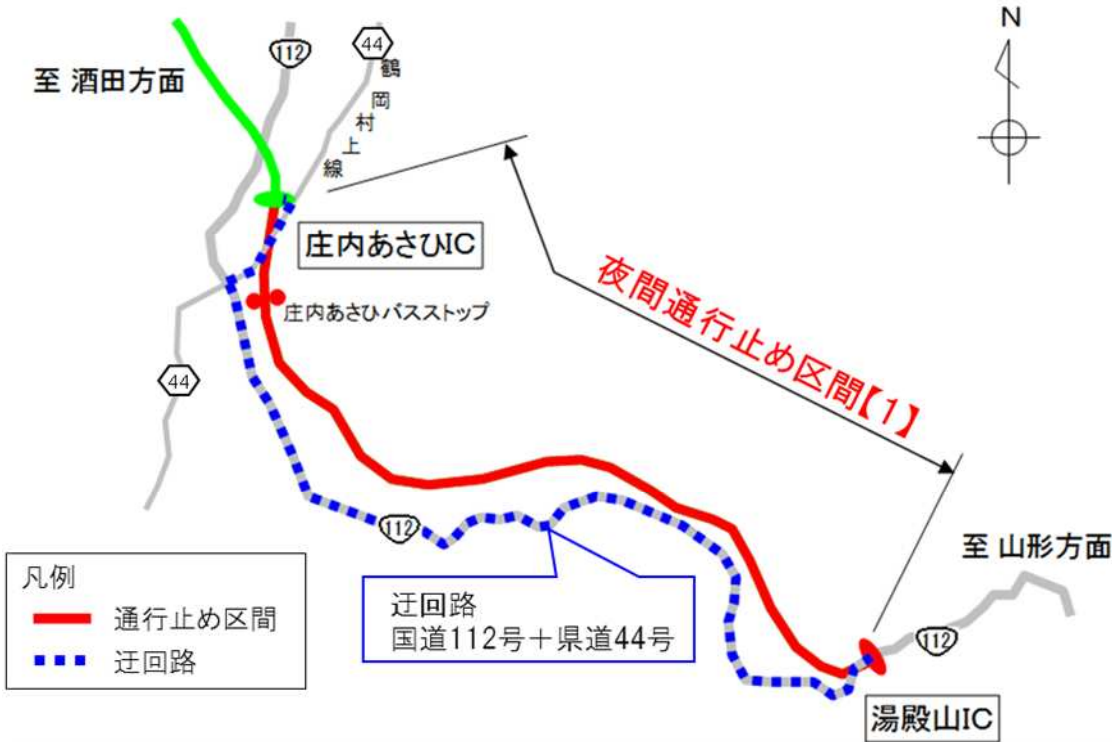 N
至 酒田方面
112
44
鶴岡村上線
庄内あさひIC
庄内あさひバスストップ
夜間通行止め区間【1】
44
112
至 山形方面
迂回路
国道112号＋県道44号
112
湯殿山IC
凡例
通行止め区間
迂回路